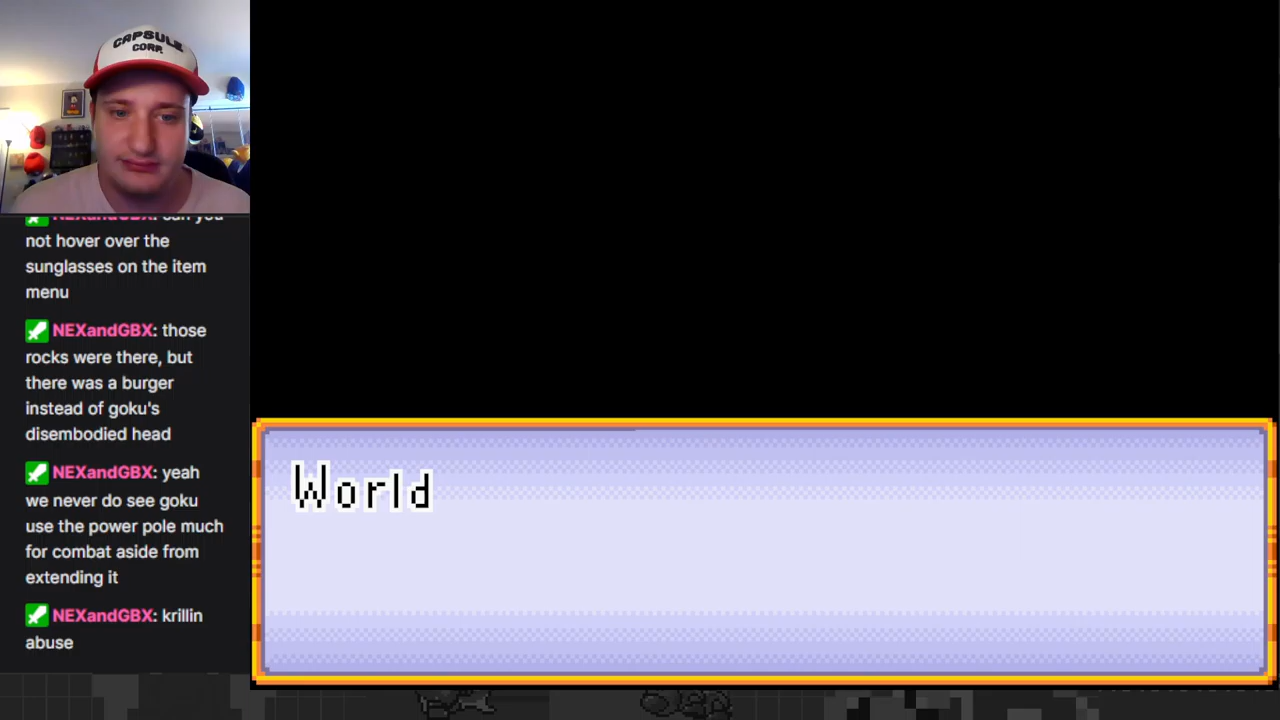 CAPSULE
CORP.
NEXandGBX: can you
not hover over the
sunglasses on the item
menu
NEXandGBX: those
rocks were there, but
there was a burger
instead of goku's
disembodied head
NEXandGBX: yeah
we never do see goku
use the power pole much
for combat aside from
extending it
NEXandGBX: krillin
abuse
World